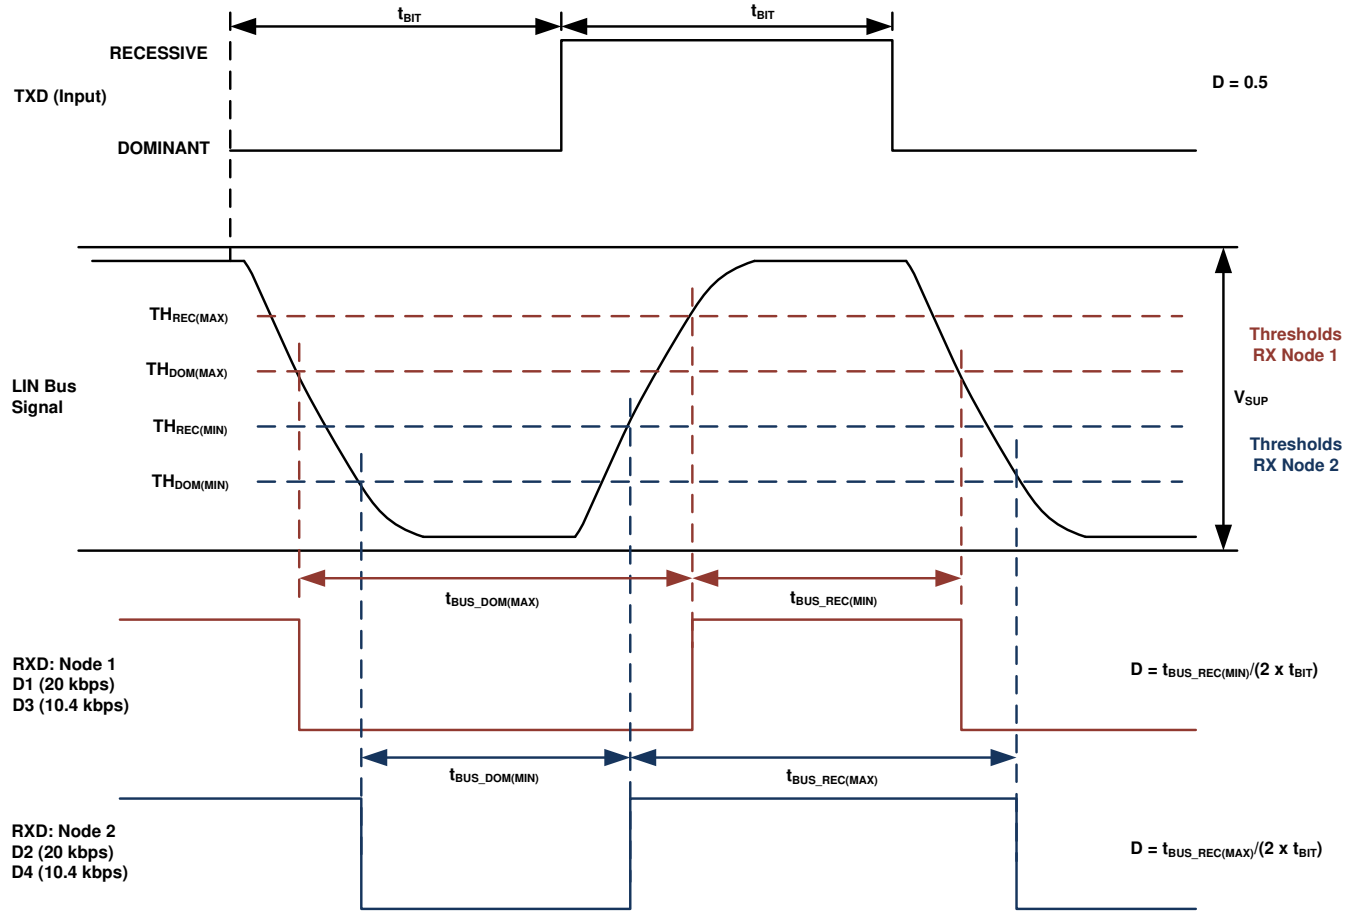 tBIT
tBIT
RECESSIVE
TXD (Input)
D = 0.5
DOMINANT
THREC(MAX)
Thresholds
RX Node 1
THDOM(MAX)
LIN Bus
Signal
VSUP
THREC(MIN)
Thresholds
RX Node 2
THDOM(MIN)
tBUS_DOM(MAX)
tBUS_REC(MIN)
RXD: Node 1
D1 (20 kbps)
D3 (10.4 kbps)
D = tBUS_REC(MIN)/(2 x tBIT)
tBUS_DOM(MIN)
tBUS_REC(MAX)
RXD: Node 2
D2 (20 kbps)
D4 (10.4 kbps)
D = tBUS_REC(MAX)/(2 x tBIT)